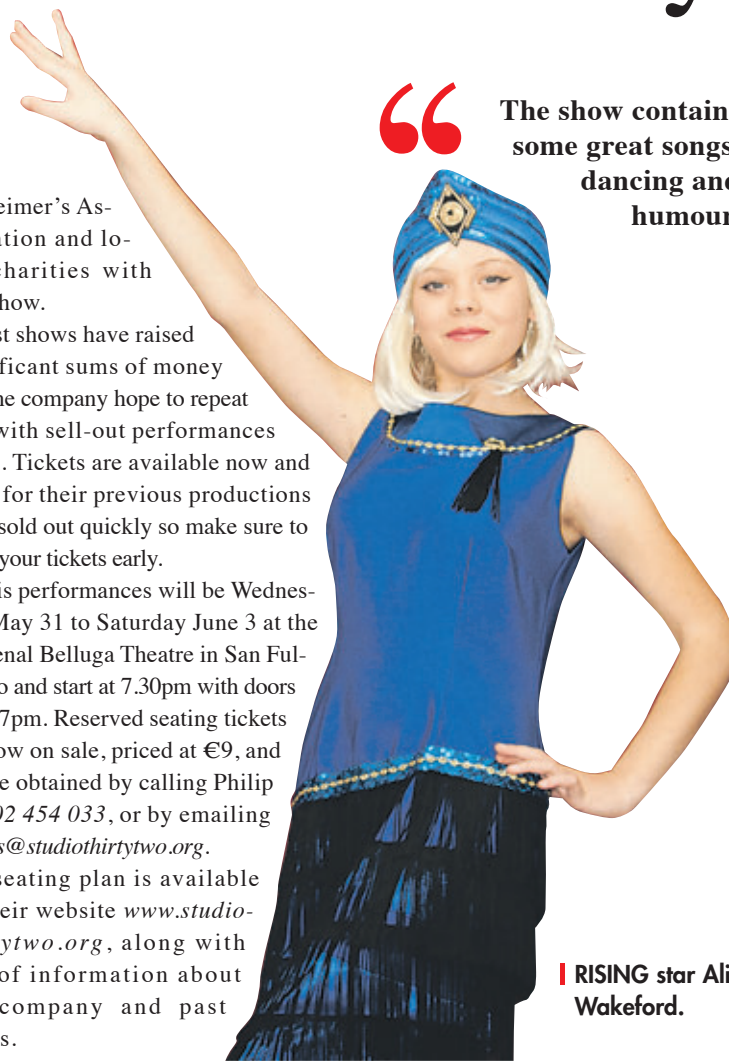 “
The show contain
some great songs
dancing and
humour
eimer’s As-
tion and lo-
charities with
how.
st shows have raised
ficant sums of money
ne company hope to repeat
with sell-out performances
. Tickets are available now and
for their previous productions
sold out quickly so make sure to
your tickets early.
is performances will be Wednes-
May 31 to Saturday June 3 at the
enal Belluga Theatre in San Ful-
o and start at 7.30pm with doors
7pm. Reserved seating tickets
ow on sale, priced at €9, and
e obtained by calling Philip
92 454 033, or by emailing
s@studiothirtytwo.org.
seating plan is available
eir website www.studio-
ytwo.org, along with
of information about
company and past
s.
RISING star Ali
Wakeford.